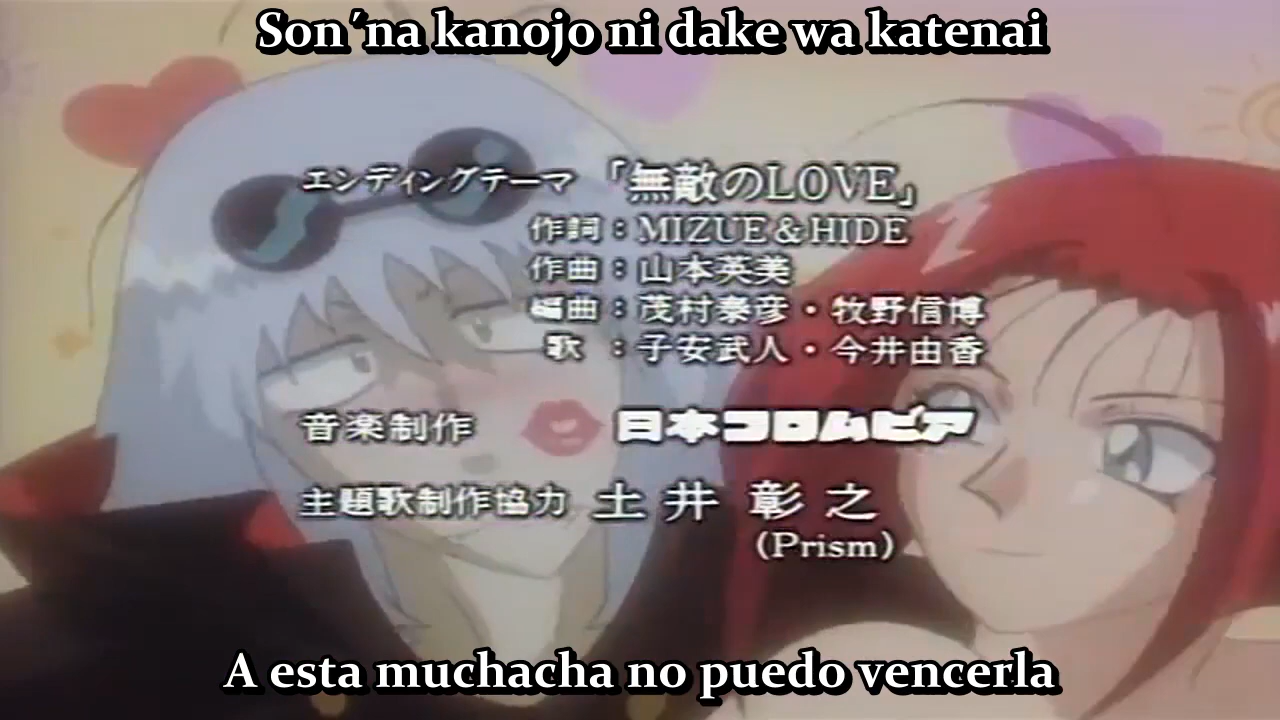 Son´na kanojo ni dake wa katenai
エンディングテーマ 「無敵のLOVE」
作詞：MIZUE＆HIDE
作曲：山本英美
編曲：茂村泰彦・牧野信博
歌 ：子安武人・今井由香
音楽制作 日本コロムビア
主題歌制作協力 土井彰之
(Prism)
A esta muchacha no puedo vencerla